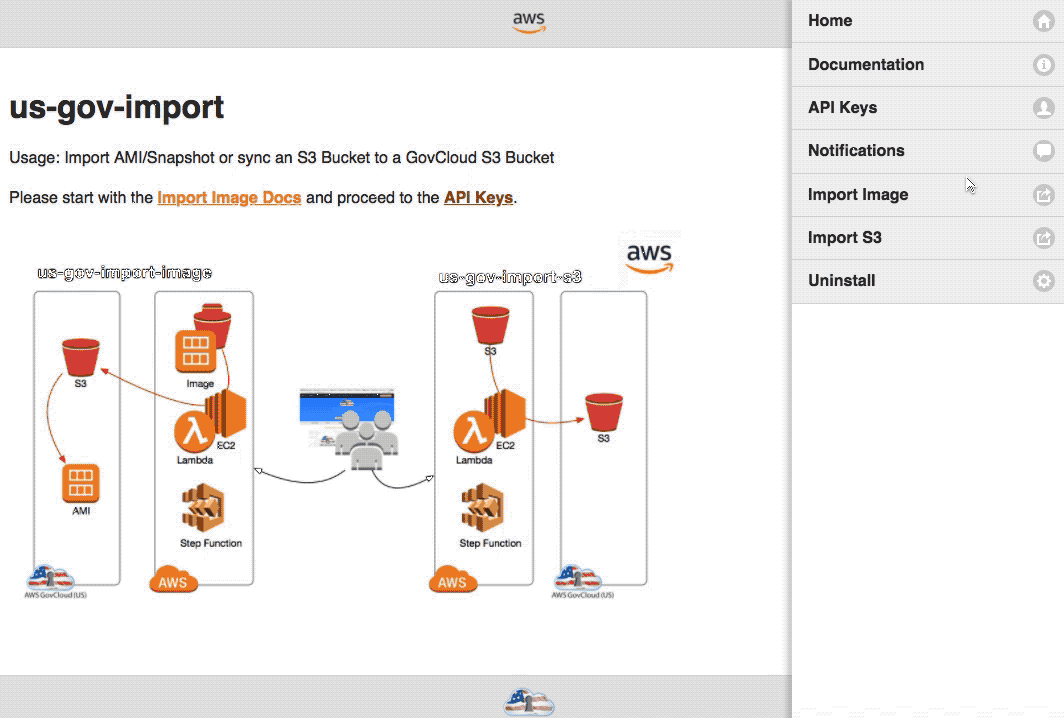 aws
Home
Documentation
API Keys
Notifications
Import Image
Import S3
Uninstall
us-gov-import
Usage: Import AMI/Snapshot or sync an S3 Bucket to a GovCloud S3 Bucket
Please start with the Import Image Docs and proceed to the API Keys.
aws
us-gov-import-image
us-gov-import-s3
S3
Image
EC2
Lambda
AMI
Step Function
AWS
AWS GovCloud (US)
S3
EC2
Lambda
S3
Step Function
AWS
AWS GovCloud (US)